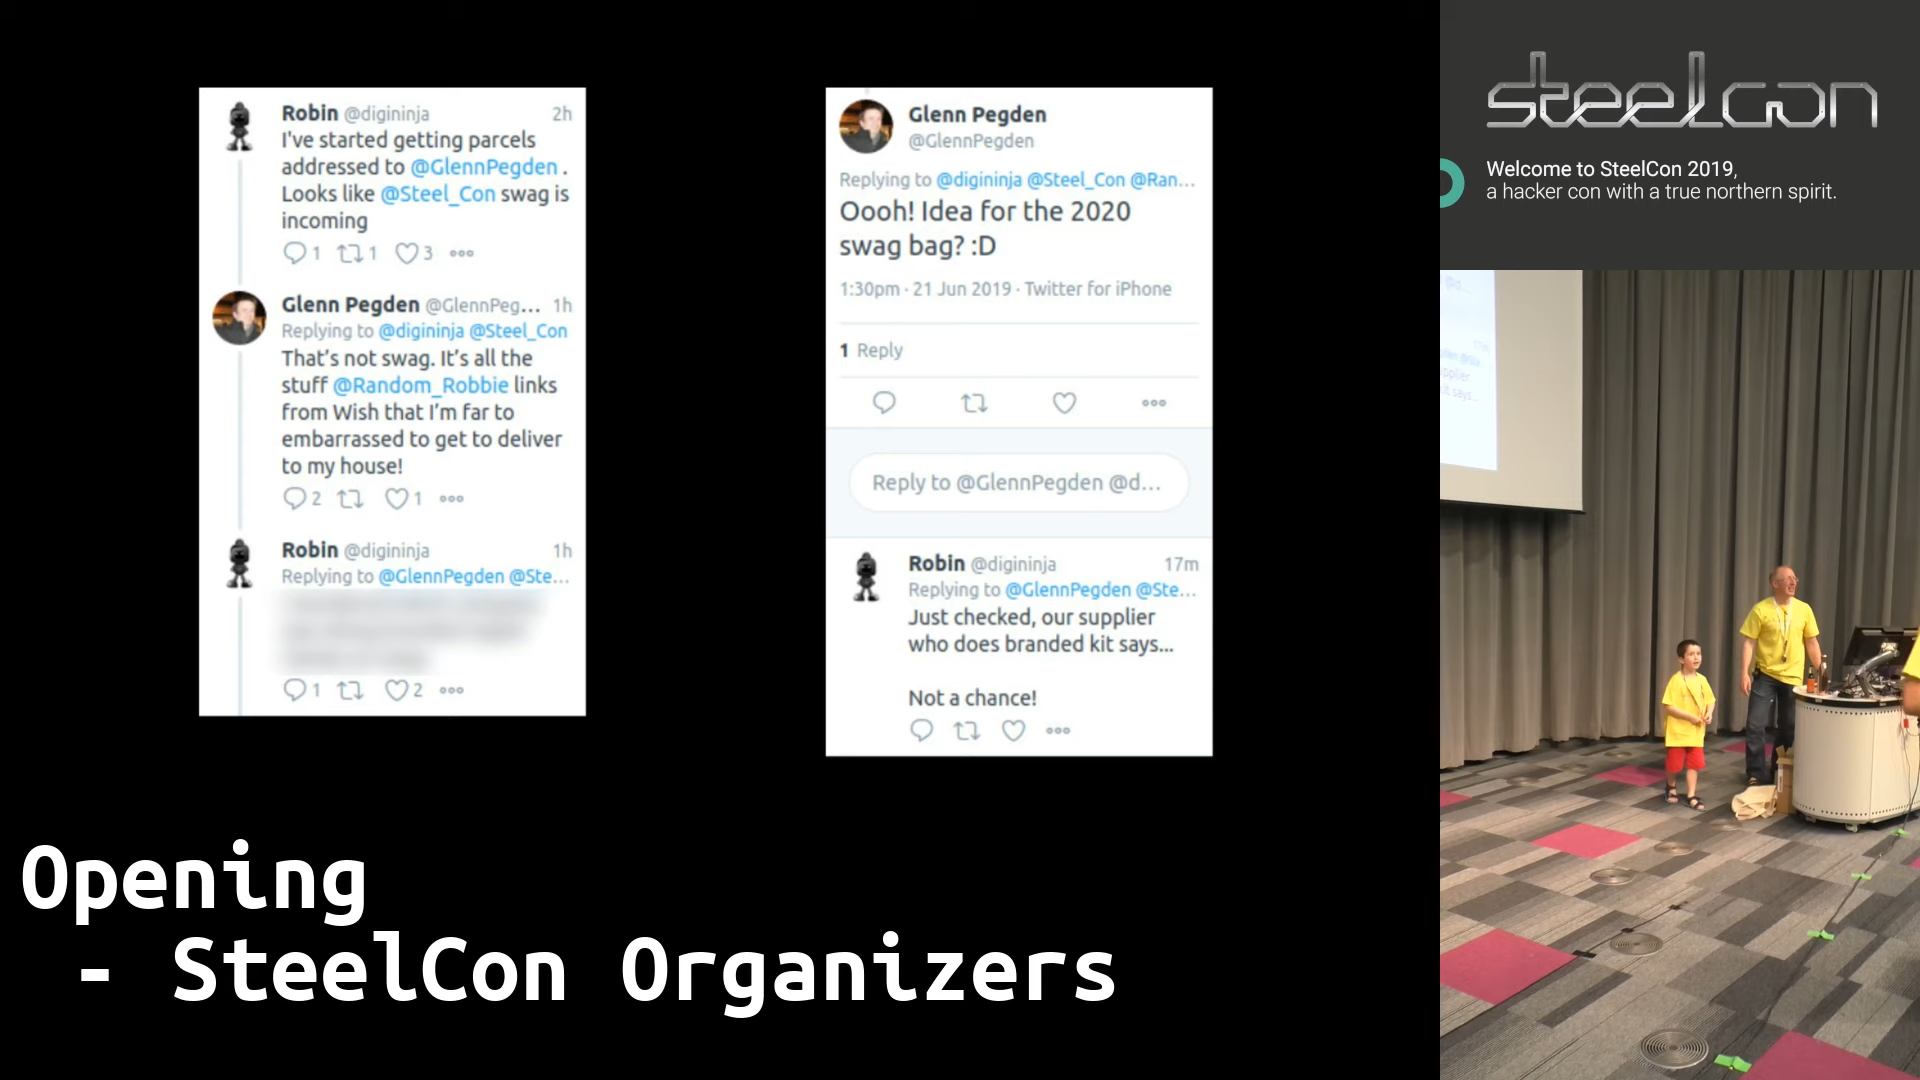 Robin @digininja 2h
I've started getting parcels
addressed to @GlennPegden .
Looks like @Steel_Con swag is
incoming
1 1 3
Glenn Pegden @GlennPeg... 1h
Replying to @digininja @Steel_Con
That's not swag. It's all the
stuff @Random_Robbie links
from Wish that I'm far to
embarrassed to get to deliver
to my house!
2 1
Robin @digininja 1h
Replying to @GlennPegden @Ste...
1 2
Glenn Pegden
@GlennPegden
Replying to @digininja @Steel_Con @Ran...
Oooh! Idea for the 2020
swag bag? :D
1:30pm · 21 Jun 2019 · Twitter for iPhone
1 Reply
Reply to @GlennPegden @d...
Robin @digininja 17m
Replying to @GlennPegden @Ste...
Just checked, our supplier
who does branded kit says...
Not a chance!
Opening
- SteelCon Organizers
steelcon
Welcome to SteelCon 2019,
a hacker con with a true northern spirit.